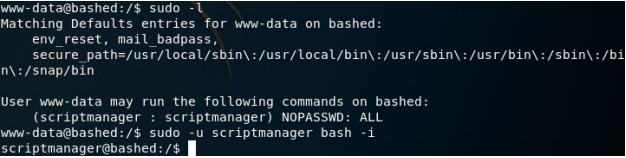 www-data@bashed:/$ sudo -l
Matching Defaults entries for www-data on bashed:
    env_reset, mail_badpass,
    secure_path=/usr/local/sbin\:/usr/local/bin\:/usr/sbin\:/usr/bin\:/sbin\:/bi
n\:/snap/bin

User www-data may run the following commands on bashed:
    (scriptmanager : scriptmanager) NOPASSWD: ALL
www-data@bashed:/$ sudo -u scriptmanager bash -i
scriptmanager@bashed:/$